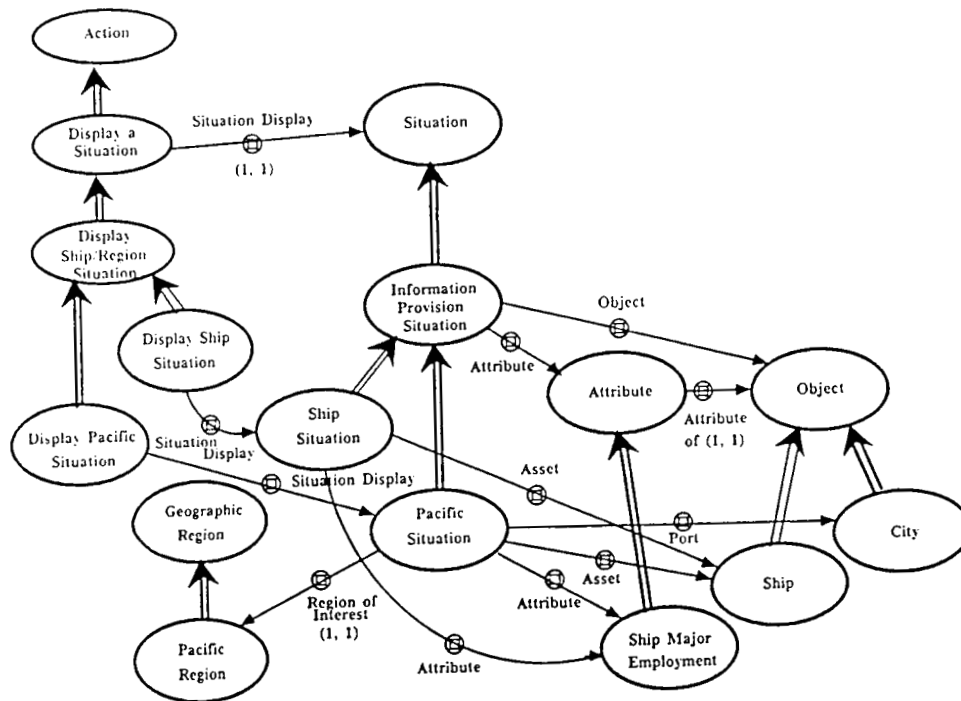 Action
Display a
Situation
Situation Display
(1, 1)
Situation
Display
Ship/Region
Situation
Information
Provision
Situation
Object
Display Ship
Situation
Attribute
Attribute
Object
Attribute
of (1, 1)
Ship
Situation
Display Pacific
Situation
Situation
Display
Situation Display
Asset
Geographic
Region
Pacific
Situation
Port
City
Asset
Ship
Region of
Interest
(1, 1)
Attribute
Pacific
Region
Attribute
Ship Major
Employment